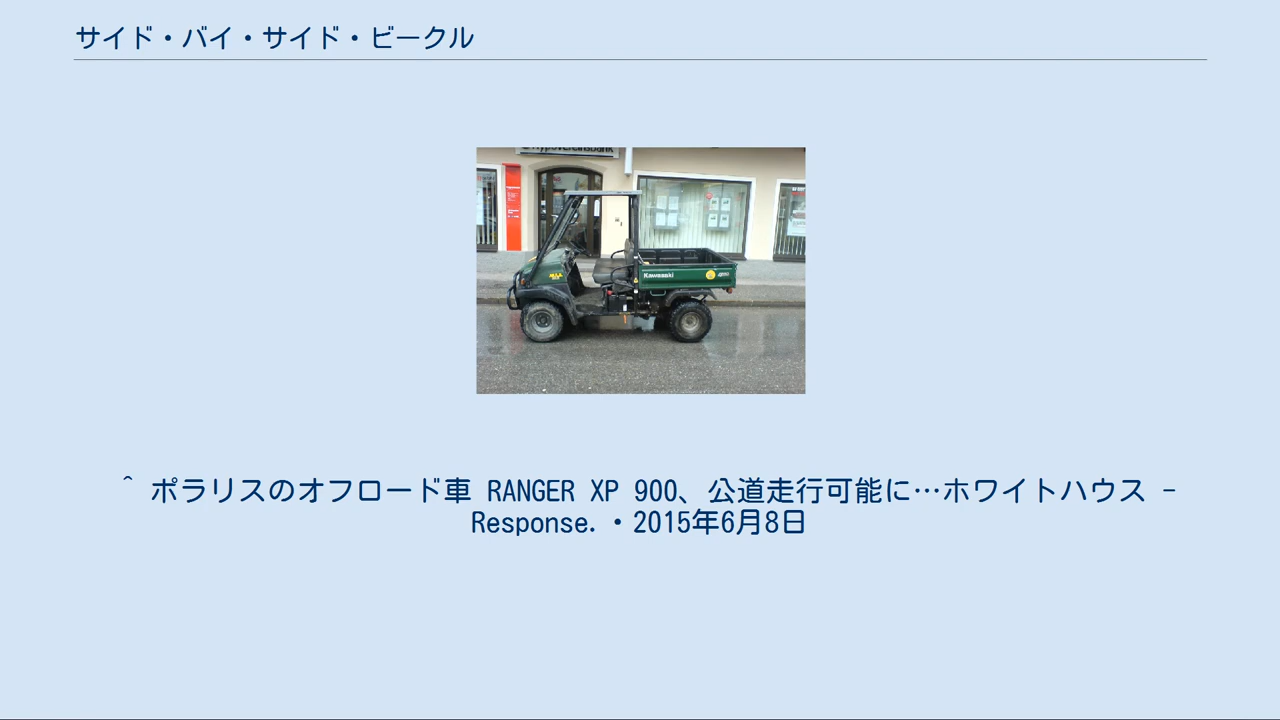 サイド・バイ・サイド・ビークル
Kawasaki
^ ポラリスのオフロード車 RANGER XP 900、公道走行可能に…ホワイトハウス -
Response.・2015年6月8日